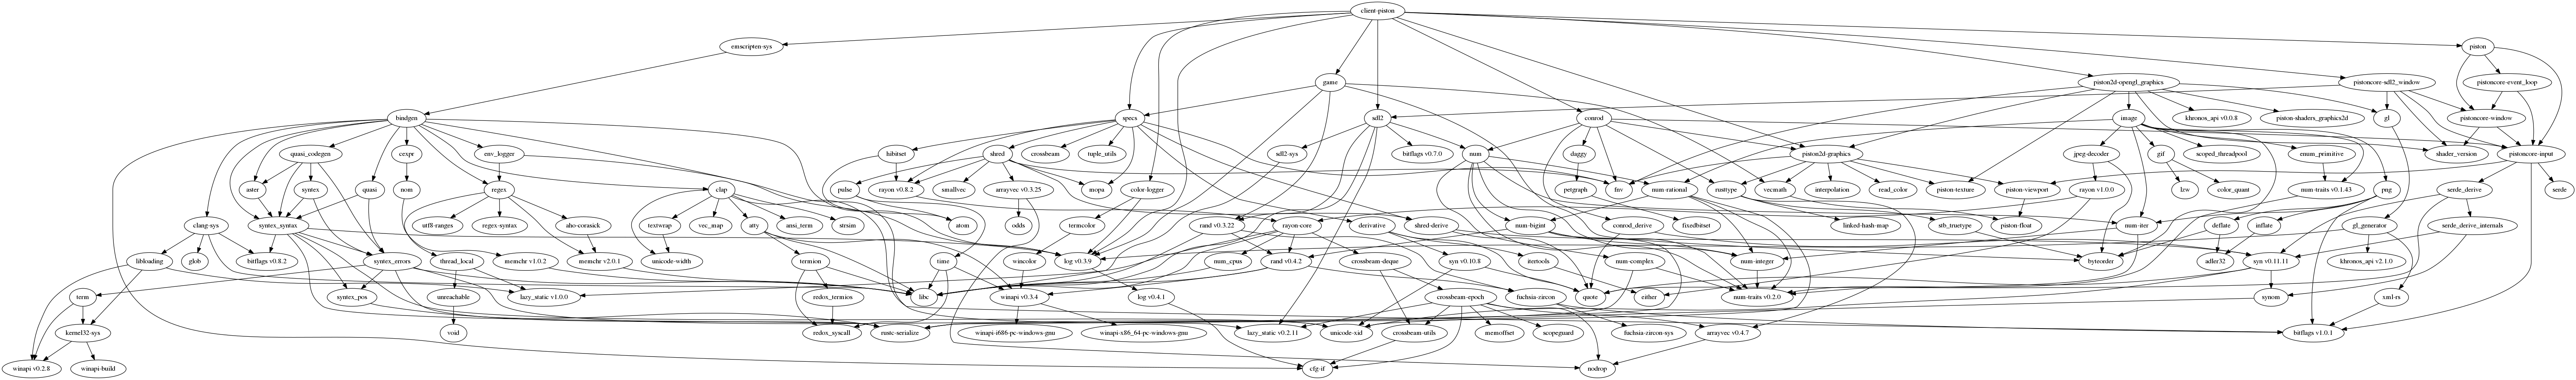 client-piston
emscripten-sys
piston
game
piston2d-opengl_graphics
pistoncore-sdl2_window
pistoncore-event_loop
bindgen
specs
sdl2
conrod
image
khronos_api v0.0.8
piston-shaders_graphics2d
gl
pistoncore-window
quasi_codegen
cexpr
env_logger
hibitset
shred
crossbeam
tuple_utils
sdl2-sys
bitflags v0.7.0
num
daggy
piston2d-graphics
jpeg-decoder
gif
scoped_threadpool
enum_primitive
shader_version
pistoncore-input
aster
syntex
quasi
nom
regex
clap
pulse
rayon v0.8.2
smallvec
arrayvec v0.3.25
mopa
color-logger
petgraph
fnv
num-rational
rusttype
vecmath
interpolation
read_color
piston-texture
piston-viewport
rayon v1.0.0
lzw
color_quant
num-traits v0.1.43
png
serde_derive
serde
clang-sys
syntex_syntax
utf8-ranges
regex-syntax
aho-corasick
textwrap
vec_map
atty
ansi_term
strsim
atom
odds
termcolor
rand v0.3.22
rayon-core
derivative
shred-derive
num-bigint
fixedbitset
conrod_derive
linked-hash-map
stb_truetype
piston-float
num-iter
deflate
inflate
gl_generator
serde_derive_internals
libloading
glob
bitflags v0.8.2
syntex_errors
thread_local
memchr v1.0.2
memchr v2.0.1
unicode-width
termion
time
wincolor
log v0.3.9
num_cpus
rand v0.4.2
crossbeam-deque
syn v0.10.8
itertools
num-complex
num-integer
byteorder
adler32
syn v0.11.11
khronos_api v2.1.0
term
syntex_pos
lazy_static v1.0.0
unreachable
redox_termios
libc
winapi v0.3.4
log v0.4.1
crossbeam-epoch
fuchsia-zircon
quote
either
num-traits v0.2.0
synom
xml-rs
kernel32-sys
void
redox_syscall
rustc-serialize
winapi-i686-pc-windows-gnu
winapi-x86_64-pc-windows-gnu
lazy_static v0.2.11
unicode-xid
crossbeam-utils
memoffset
scopeguard
fuchsia-zircon-sys
arrayvec v0.4.7
bitflags v1.0.1
winapi v0.2.8
winapi-build
cfg-if
nodrop